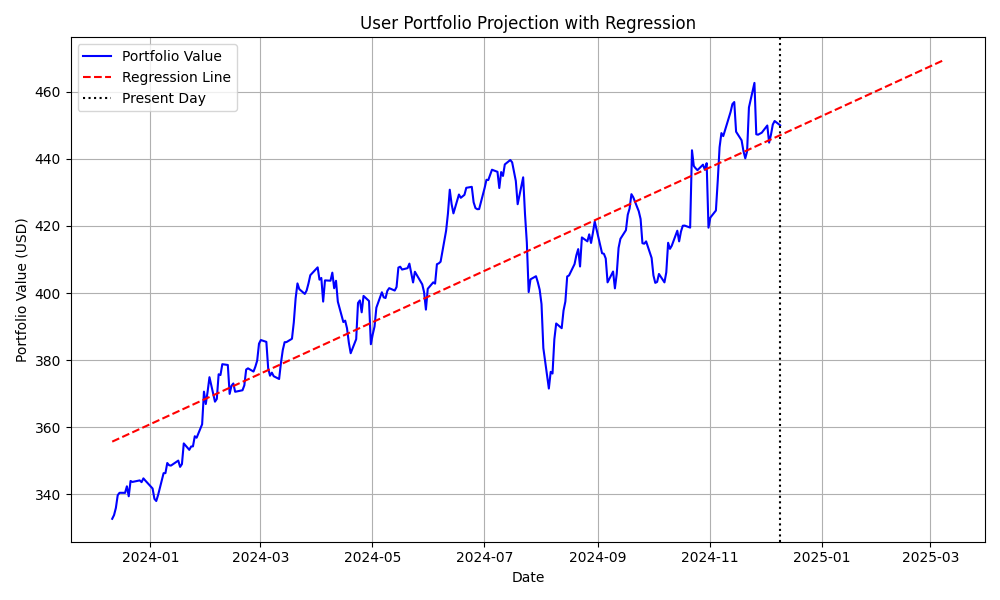 User Portfolio Projection with Regression
Portfolio Value
Regression Line
Present Day
Portfolio Value (USD)
460
440
420
400
380
360
340
2024-01 2024-03 2024-05 2024-07 2024-09 2024-11 2025-01 2025-03
Date